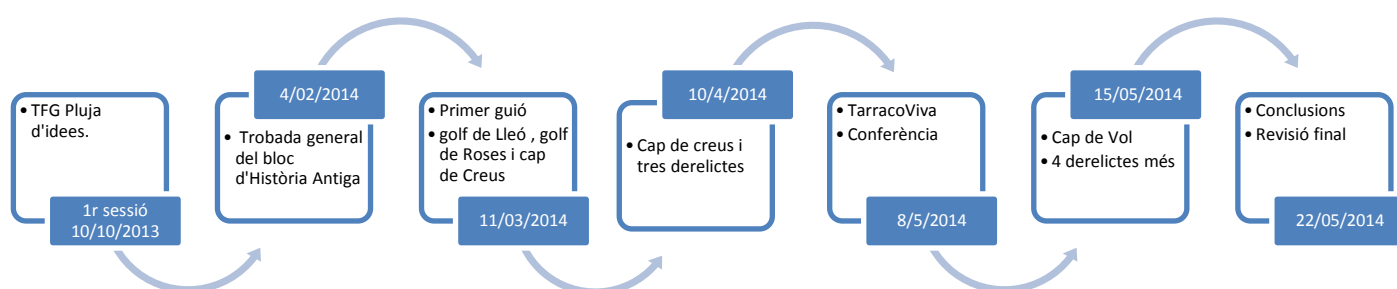 • TFG Pluja
d'idees.
1r sessió
10/10/2013
4/02/2014
• Trobada general
del bloc
d'Història Antiga
• Primer guió
• golf de Lleó , golf
de Roses i cap
de Creus
11/03/2014
10/4/2014
• Cap de creus i
tres derelictes
• TarracoViva
• Conferència
8/5/2014
15/05/2014
• Cap de Vol
• 4 derelictes més
• Conclusions
• Revisió final
22/05/2014